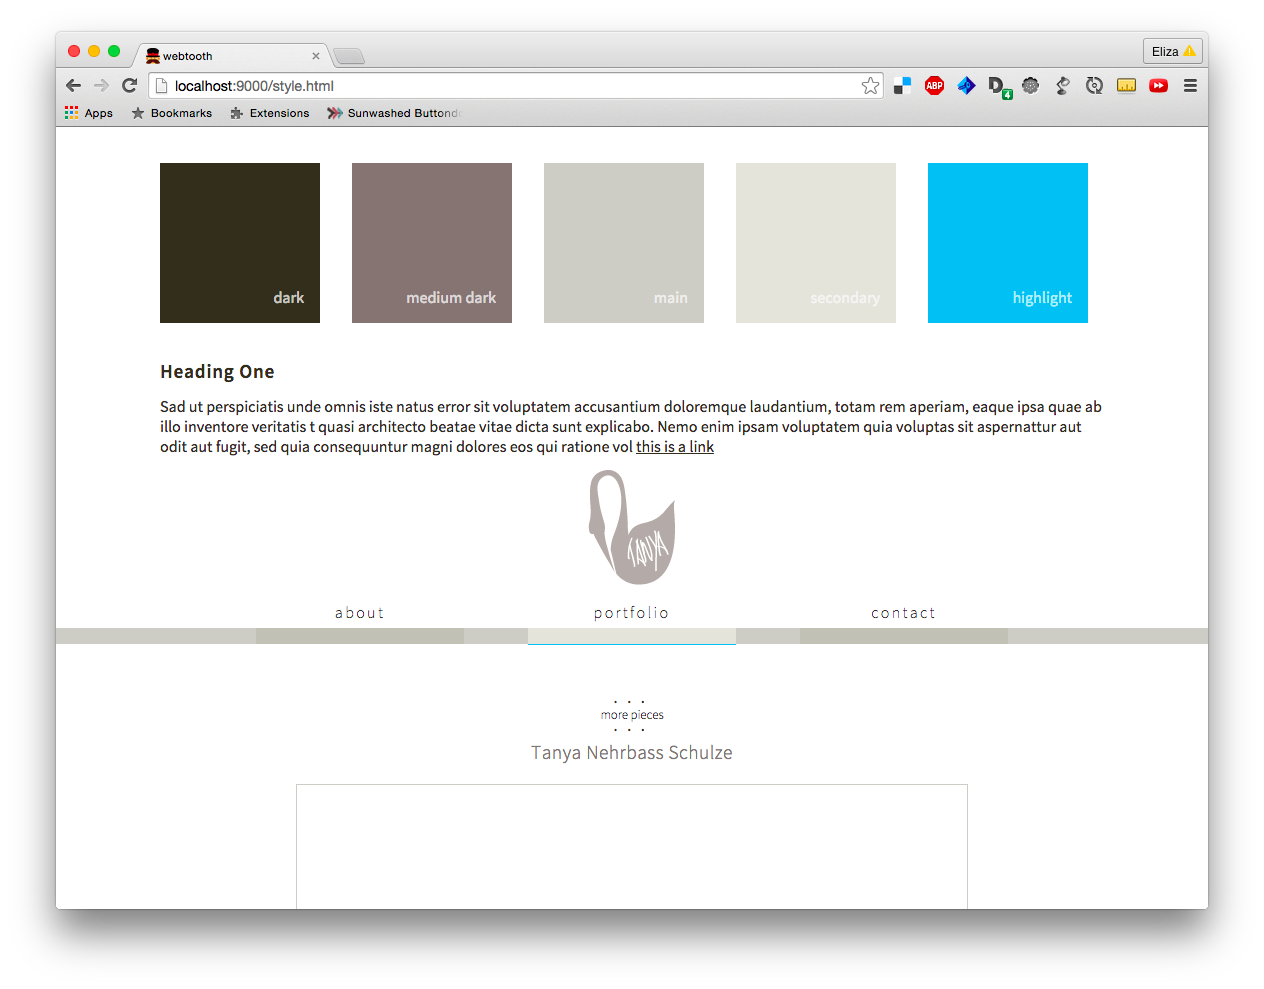 webtooth
Eliza
localhost:9000/style.html
ABP
4
Apps
Bookmarks
Extensions
Sunwashed Buttondo
dark
medium dark
main
secondary
highlight
Heading One
Sad ut perspiciatis unde omnis iste natus error sit voluptatem accusantium doloremque laudantium, totam rem aperiam, eaque ipsa quae ab
illo inventore veritatis t quasi architecto beatae vitae dicta sunt explicabo. Nemo enim ipsam voluptatem quia voluptas sit aspernattur aut
odit aut fugit, sed quia consequuntur magni dolores eos qui ratione vol this is a link
TANYA
about
portfolio
contact
. . .
more pieces
. . .
Tanya Nehrbass Schulze